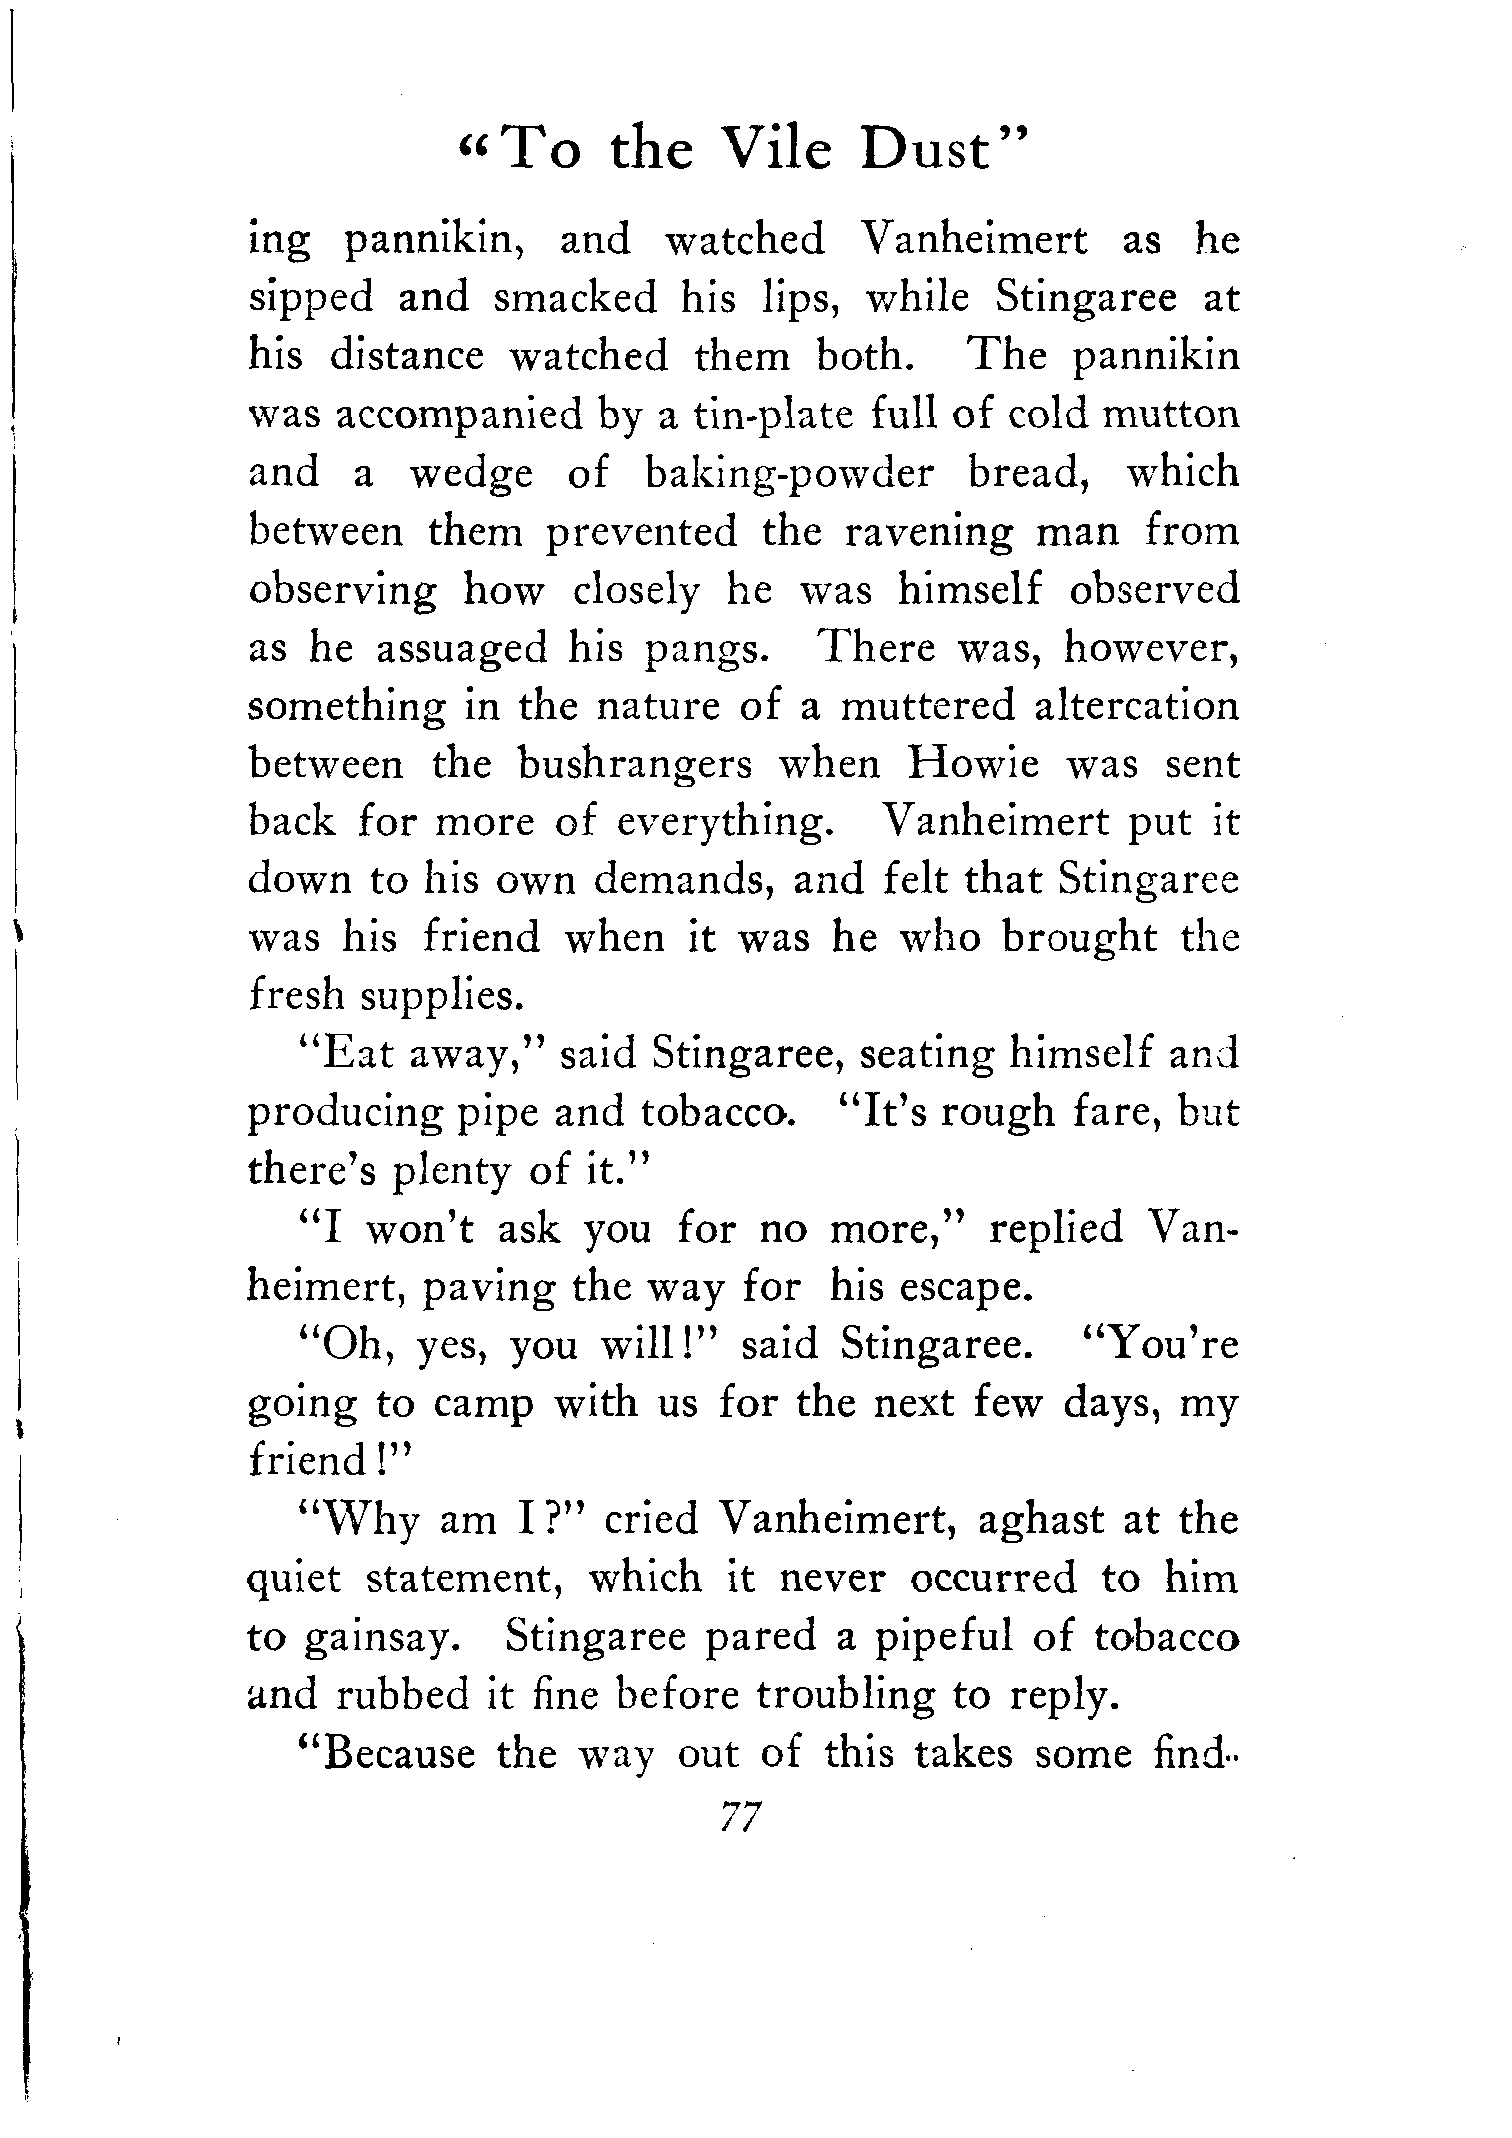 “To the Vile Dust”
ing pannikin, and watched Vanheimert as he
sipped and smacked his lips, while Stingaree at
his distance watched them both. The pannikin
was accompanied by a tin-plate full of cold mutton
and a wedge of baking-powder bread, which
between them prevented the ravening man from
observing how closely he was himself observed
as he assuaged his pangs. There was, however,
something in the nature of a muttered altercation
between the bushrangers when Howie was sent
back for more of everything. Vanheimert put it
down to his own demands, and felt that Stingaree
was his friend when it was he who brought the
fresh supplies.
“Eat away,” said Stingaree, seating himself and
producing pipe and tobacco. “It’s rough fare, but
there’s plenty of it.”
“I won’t ask you for no more,” replied Van-
heimert, paving the way for his escape.
“Oh, yes, you will!” said Stingaree. “You’re
going to camp with us for the next few days, my
friend!”
“Why am I?” cried Vanheimert, aghast at the
quiet statement, which it never occurred to him
to gainsay. Stingaree pared a pipeful of tobacco
and rubbed it fine before troubling to reply.
“Because the way out of this takes some find-
77